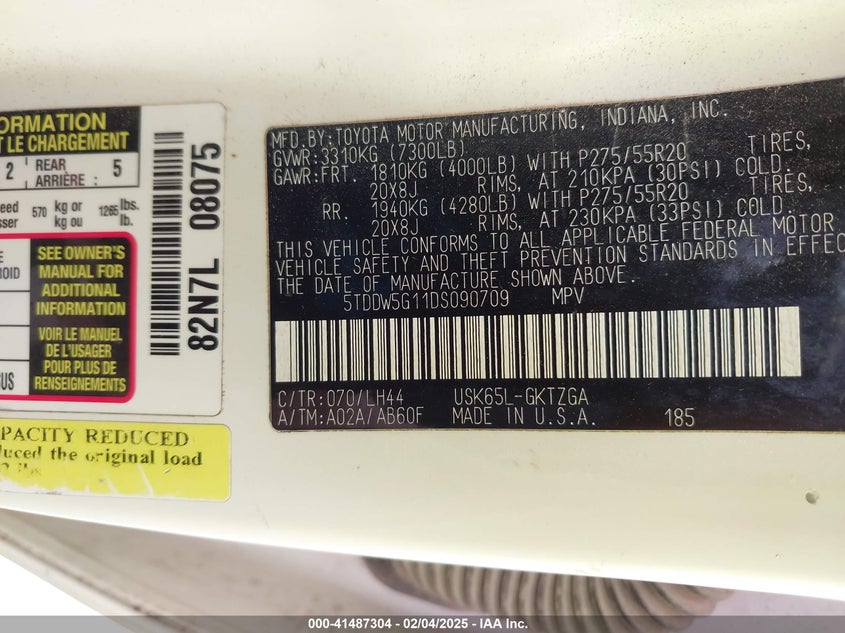 ORMATION
T LE CHARGEMENT
2 REAR ARRIÈRE : 5
570 kg or kg ou 1265 lbs. lb.
SEE OWNER'S
MANUAL FOR
ADDITIONAL
INFORMATION
VOIR LE MANUEL
DE L'USAGER
POUR PLUS DE
RENSEIGNEMENTS
82N7L 08075
PACITY REDUCED
uced the original load
MFD.BY:TOYOTA MOTOR MANUFACTURING, INDIANA, INC.
GVWR:3310KG (7300LB)
GAWR:FRT. 1810KG (4000LB) WITH P275/55R20 TIRES,
20X8J RIMS, AT 210KPA (30PSI) COLD.
RR. 1940KG (4280LB) WITH P275/55R20 TIRES,
20X8J RIMS, AT 230KPA (33PSI) COLD.
THIS VEHICLE CONFORMS TO ALL APPLICABLE FEDERAL MOTOR
VEHICLE SAFETY AND THEFT PREVENTION STANDARDS IN EFFEC
THE DATE OF MANUFACTURE SHOWN ABOVE.
5TDDW5G11DS090709 MPV
C/TR:070/LH44 USK65L-GKTZGA
A/TM:A02A/AB60F MADE IN U.S.A. 185
000-41487304 - 02/04/2025 - IAA Inc.